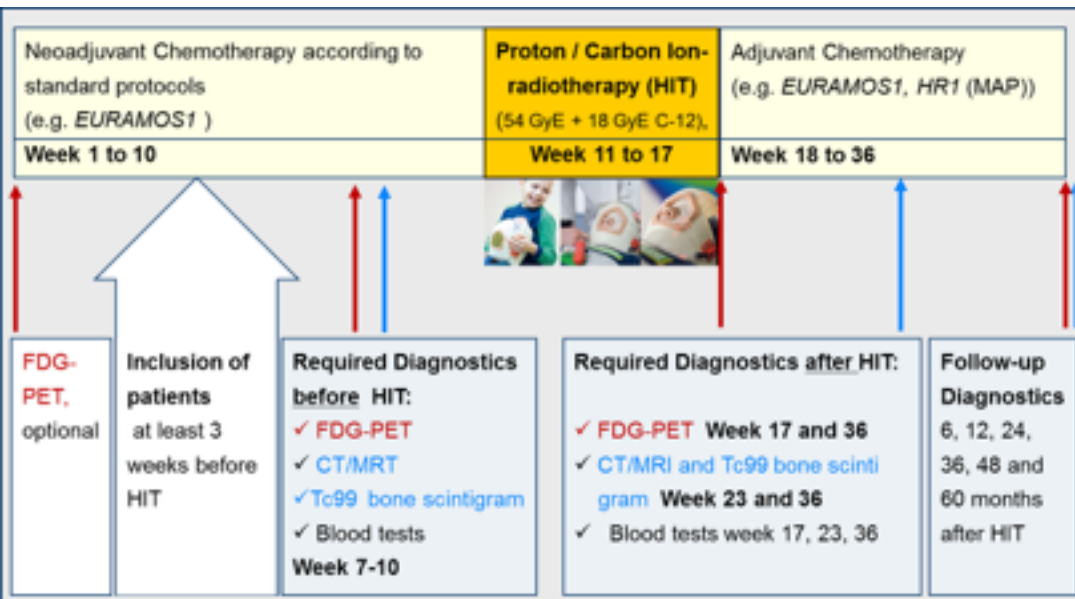 Neoadjuvant Chemotherapy according to
standard protocols
(e.g. EURAMOS1 )
Week 1 to 10
Proton / Carbon Ion-
radiotherapy (HIT)
(54 GyE + 18 GyE C-12),
Week 11 to 17
Adjuvant Chemotherapy
(e.g. EURAMOS1, HR1 (MAP))
Week 18 to 36
FDG-
PET,
optional
Inclusion of
patients
at least 3
weeks before
HIT
Required Diagnostics
before HIT:
✓ FDG-PET
✓ CT/MRT
✓Tc99 bone scintigram
✓ Blood tests
Week 7-10
Required Diagnostics after HIT:
✓ FDG-PET Week 17 and 36
✓ CT/MRI and Tc99 bone scinti
gram Week 23 and 36
✓ Blood tests week 17, 23, 36
Follow-up
Diagnostics
6, 12, 24,
36, 48 and
60 months
after HIT